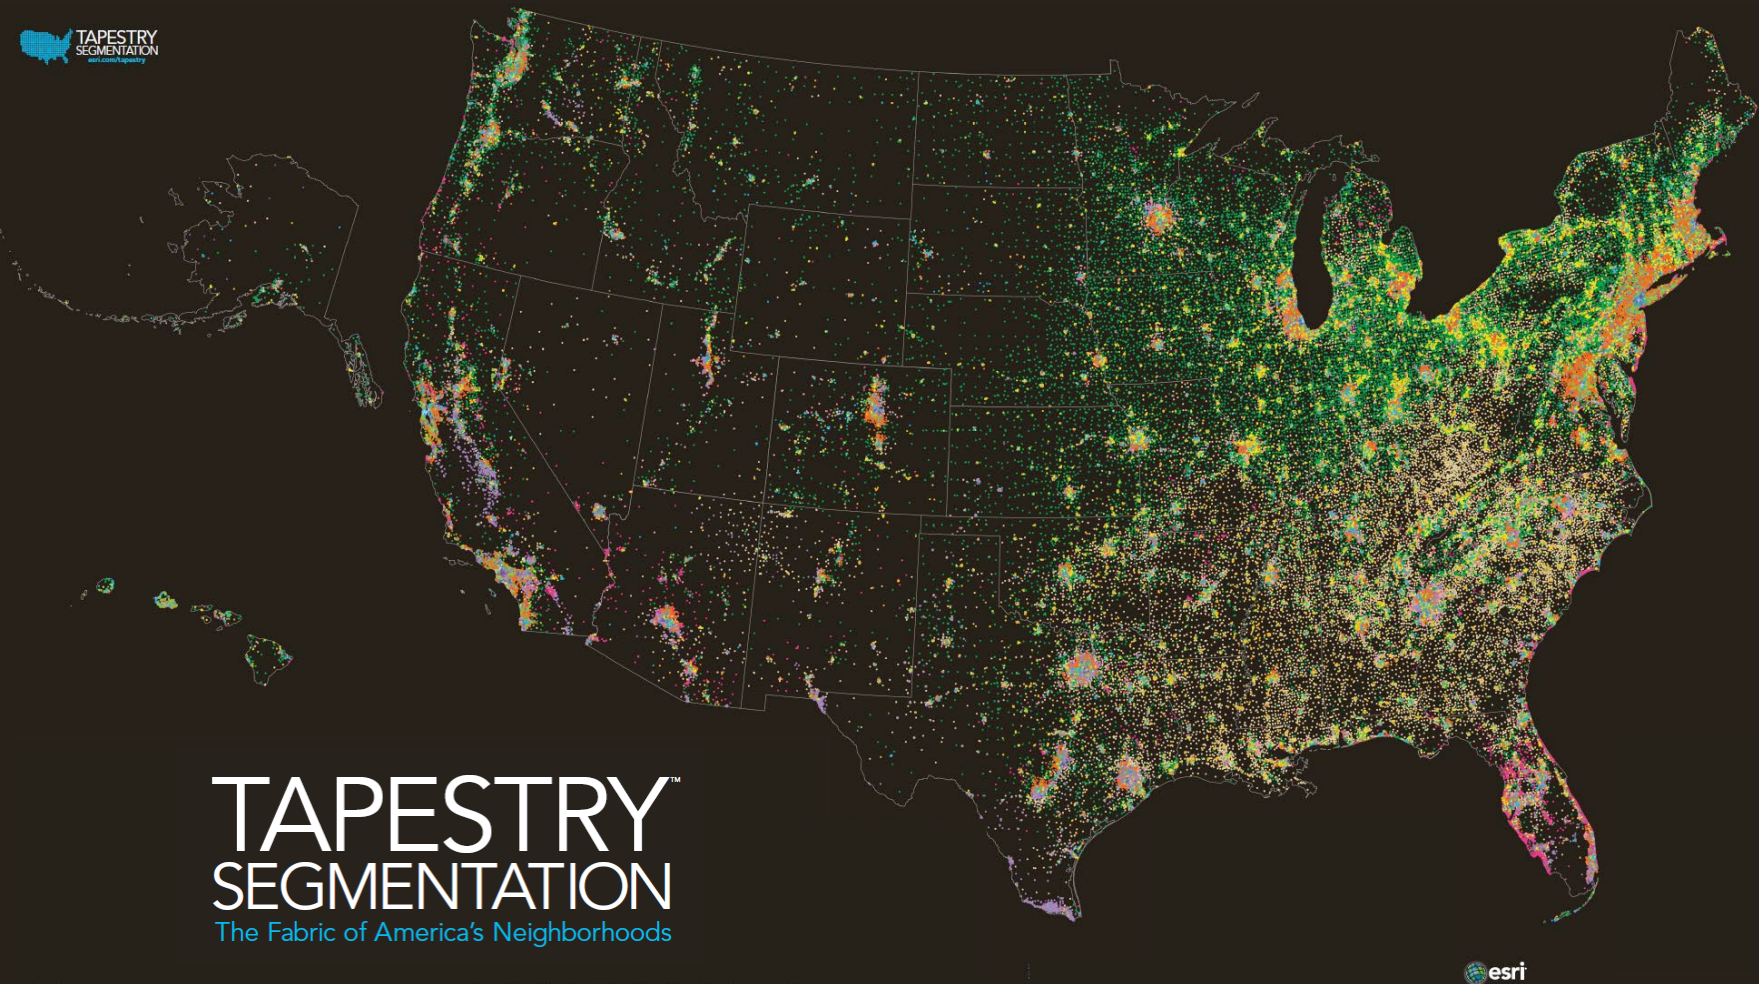 TAPESTRY
SEGMENTATION
esri.com/tapestry
TAPESTRY™
SEGMENTATION
The Fabric of America's Neighborhoods
esri